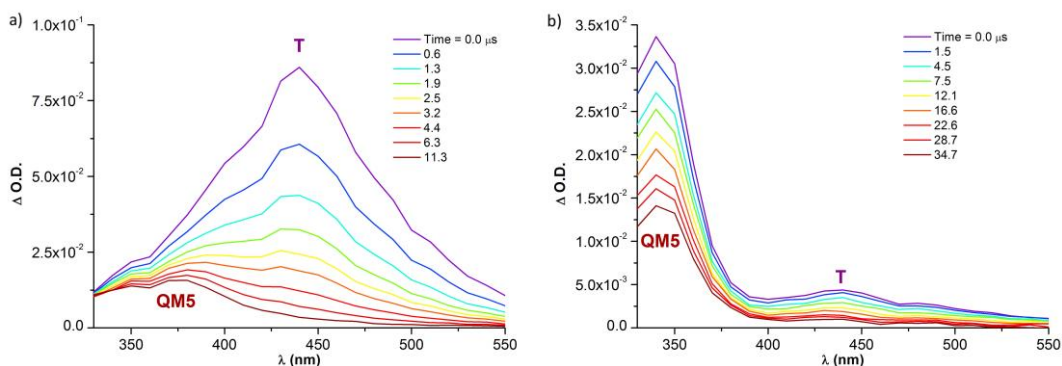 a)
1.0x10⁻¹
7.5x10⁻²
5.0x10⁻²
2.5x10⁻²
0.0
Δ O.D.
T
QM5
Time = 0.0 μs
0.6
1.3
1.9
2.5
3.2
4.4
6.3
11.3
350 400 450 500 550
λ (nm)
b)
3.5x10⁻²
3.0x10⁻²
2.5x10⁻²
2.0x10⁻²
1.5x10⁻²
1.0x10⁻²
5.0x10⁻³
0.0
Δ O.D.
QM5
T
Time = 0.0 μs
1.5
4.5
7.5
12.1
16.6
22.6
28.7
34.7
350 400 450 500 550
λ (nm)